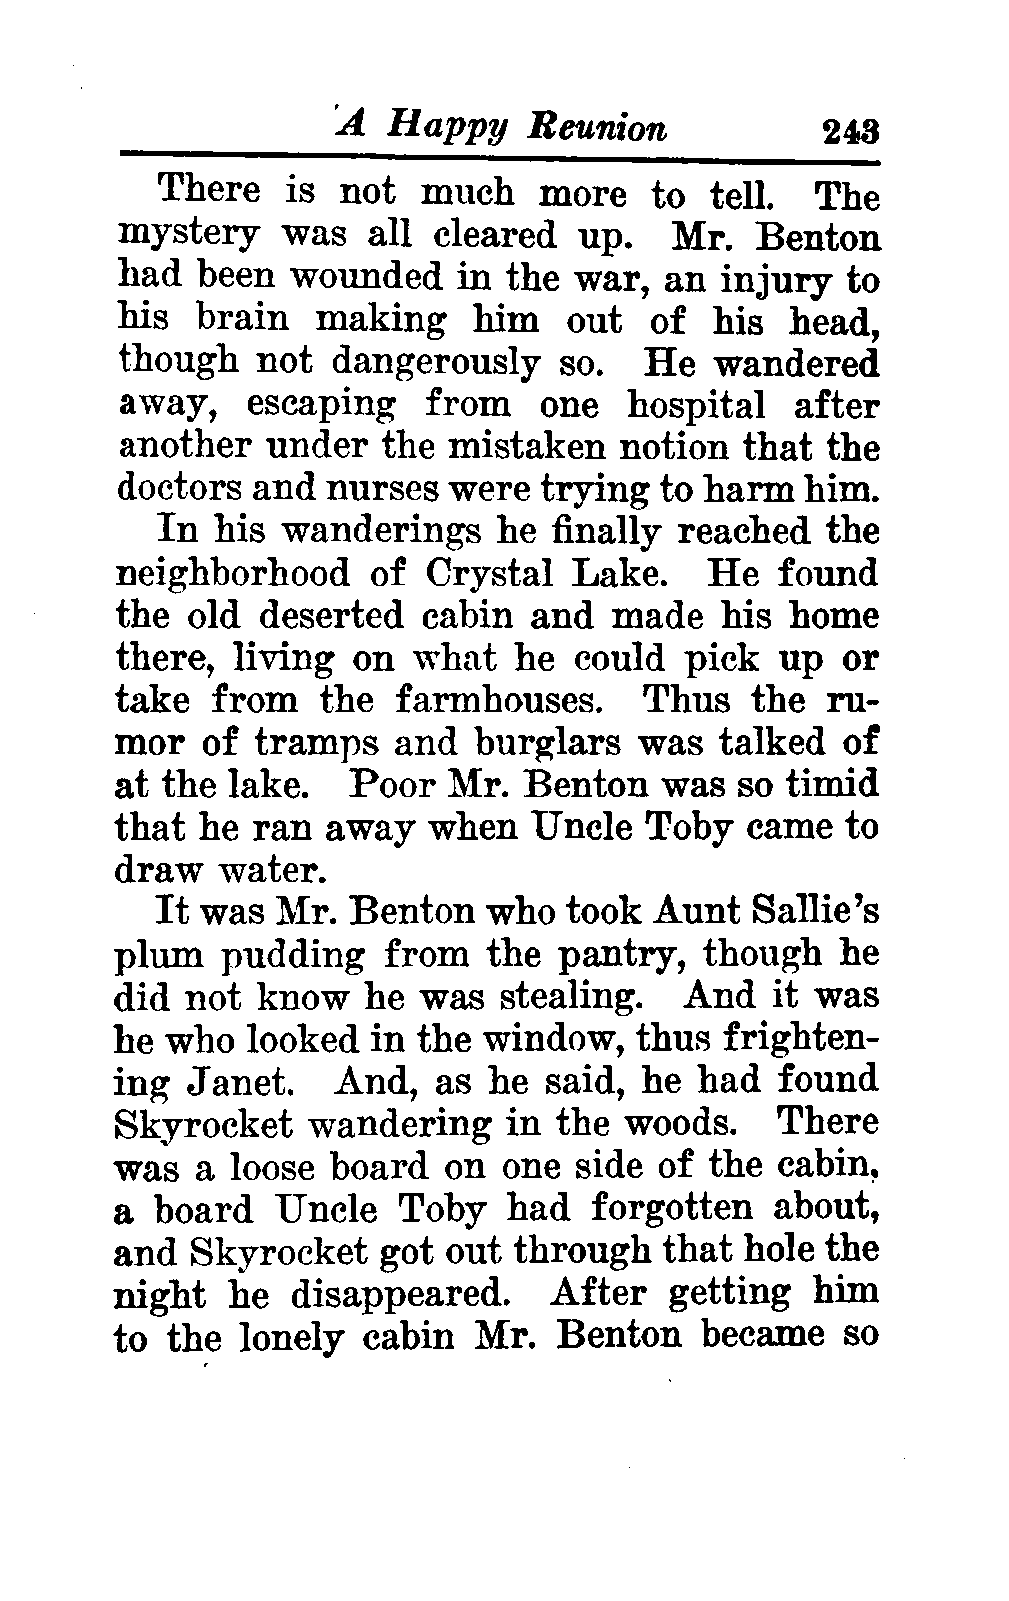 A Happy Reunion 243
There is not much more to tell. The
mystery was all cleared up. Mr. Benton
had been wounded in the war, an injury to
his brain making him out of his head,
though not dangerously so. He wandered
away, escaping from one hospital after
another under the mistaken notion that the
doctors and nurses were trying to harm him.
In his wanderings he finally reached the
neighborhood of Crystal Lake. He found
the old deserted cabin and made his home
there, living on what he could pick up or
take from the farmhouses. Thus the ru-
mor of tramps and burglars was talked of
at the lake. Poor Mr. Benton was so timid
that he ran away when Uncle Toby came to
draw water.
It was Mr. Benton who took Aunt Sallie's
plum pudding from the pantry, though he
did not know he was stealing. And it was
he who looked in the window, thus frighten-
ing Janet. And, as he said, he had found
Skyrocket wandering in the woods. There
was a loose board on one side of the cabin,
a board Uncle Toby had forgotten about,
and Skyrocket got out through that hole the
night he disappeared. After getting him
to the lonely cabin Mr. Benton became so